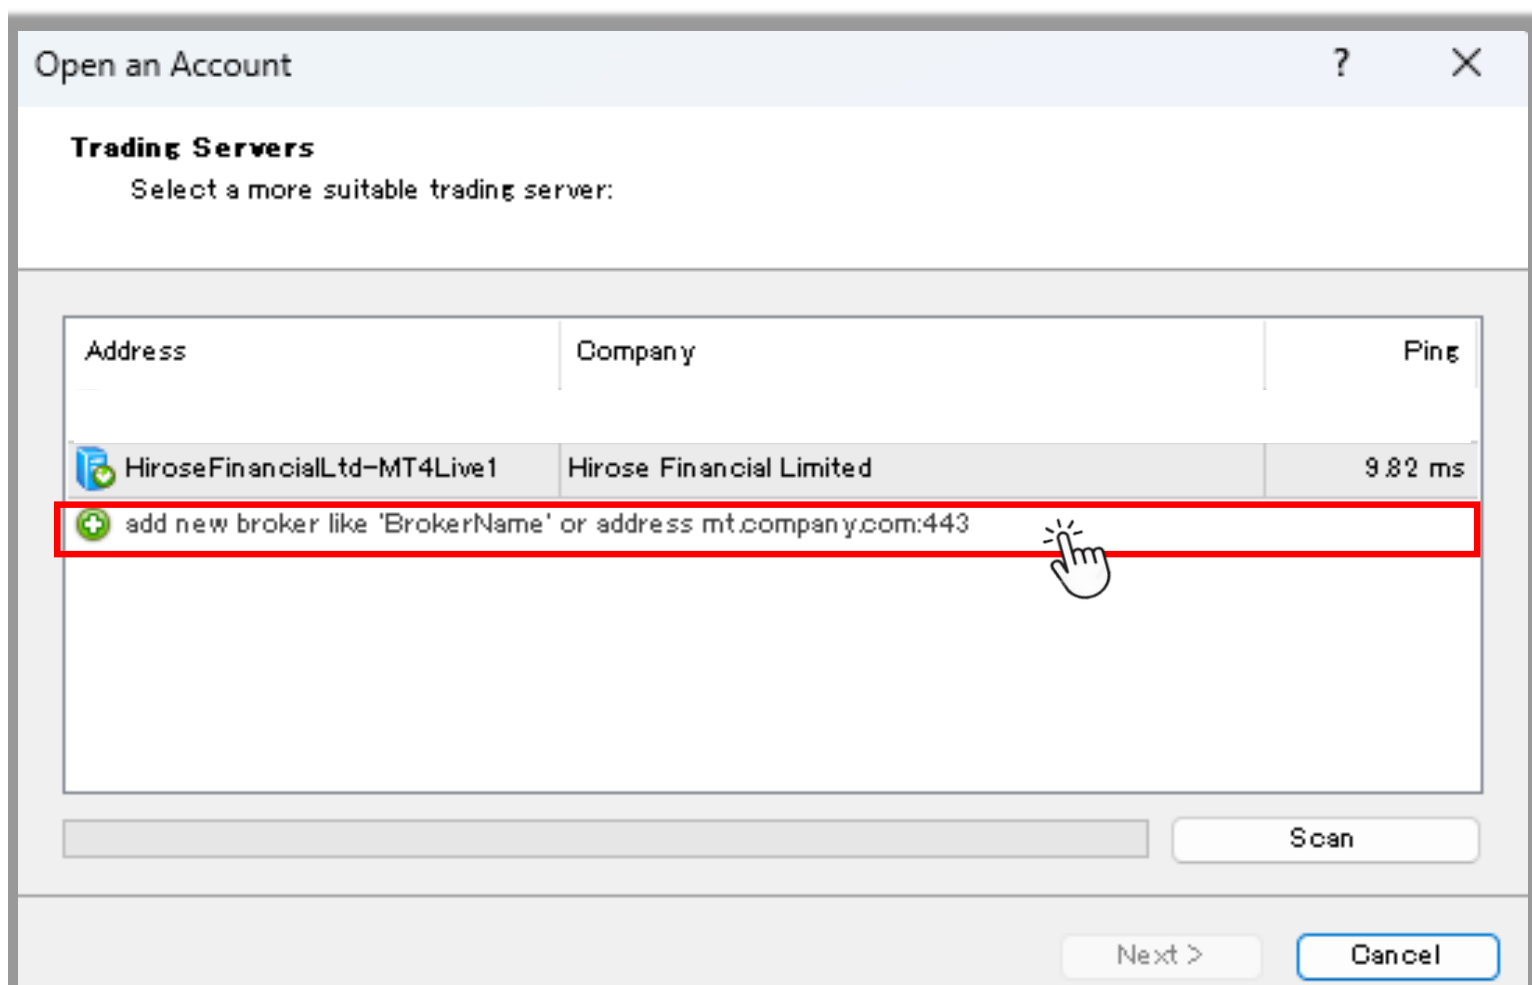 Open an Account ?
Trading Servers
Select a more suitable trading server:
Address Company Ping
HiroseFinancialLtd-MT4Live1 Hirose Financial Limited 9.82 ms
add new broker like 'BrokerName' or address mt.company.com:443
Scan
Next > Cancel